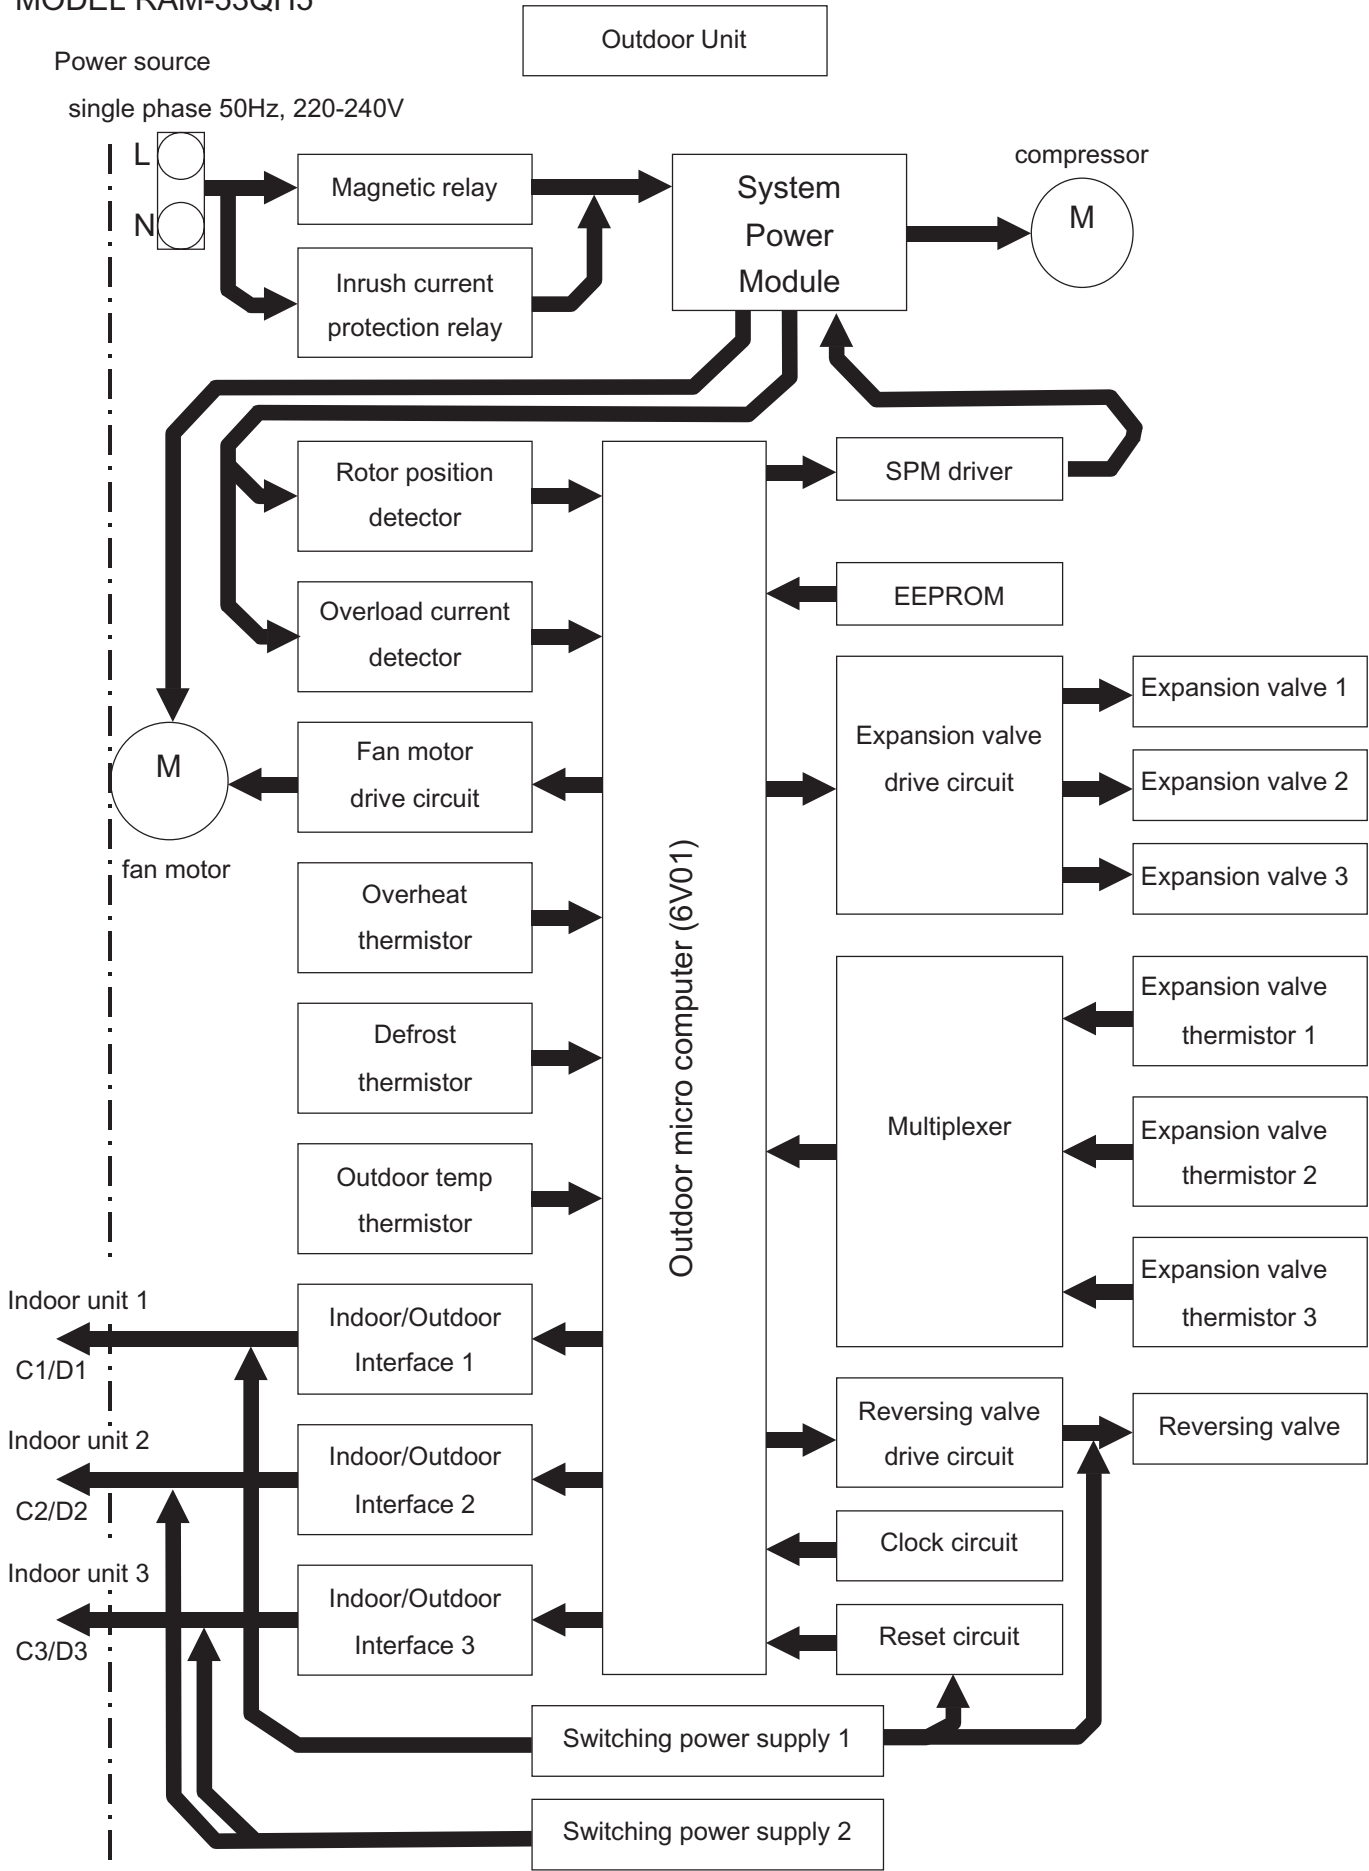 MODEL RAM-53QH5
Outdoor Unit
Power source
single phase 50Hz, 220-240V
L
N
Magnetic relay
Inrush current
protection relay
System
Power
Module
compressor
M
Rotor position
detector
SPM driver
EEPROM
Overload current
detector
Expansion valve
drive circuit
Expansion valve 1
Expansion valve 2
Expansion valve 3
M
fan motor
Fan motor
drive circuit
Outdoor micro computer (6V01)
Overheat
thermistor
Defrost
thermistor
Outdoor temp
thermistor
Multiplexer
Expansion valve
thermistor 1
Expansion valve
thermistor 2
Expansion valve
thermistor 3
Indoor unit 1
C1/D1
Indoor/Outdoor
Interface 1
Indoor unit 2
C2/D2
Indoor/Outdoor
Interface 2
Indoor unit 3
C3/D3
Indoor/Outdoor
Interface 3
Reversing valve
drive circuit
Reversing valve
Clock circuit
Reset circuit
Switching power supply 1
Switching power supply 2